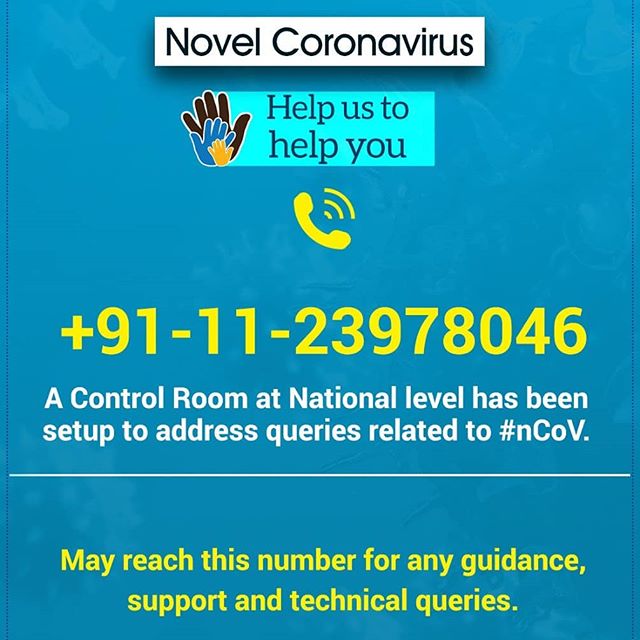 Novel Coronavirus
Help us to
help you
+91-11-23978046
A Control Room at National level has been
setup to address queries related to #nCoV.
May reach this number for any guidance,
support and technical queries.